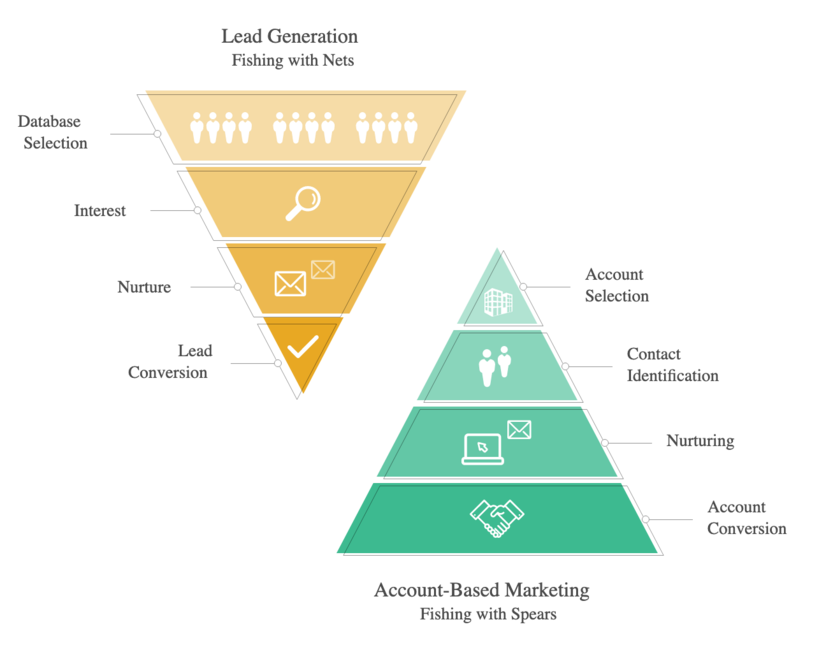 Lead Generation
Fishing with Nets
Database
Selection
Interest
Nurture
Lead
Conversion
Account
Selection
Contact
Identification
Nurturing
Account
Conversion
Account-Based Marketing
Fishing with Spears